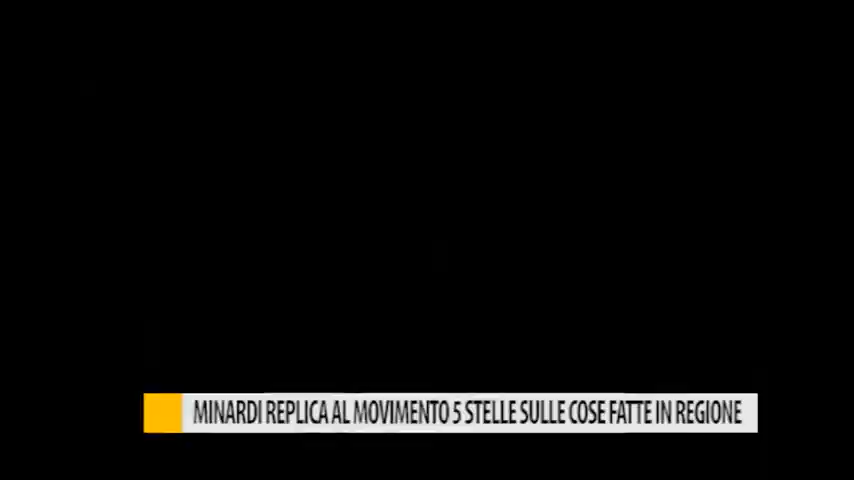 MINARDI REPLICA AL MOVIMENTO 5 STELLE SULLE COSE FATTE IN REGIONE